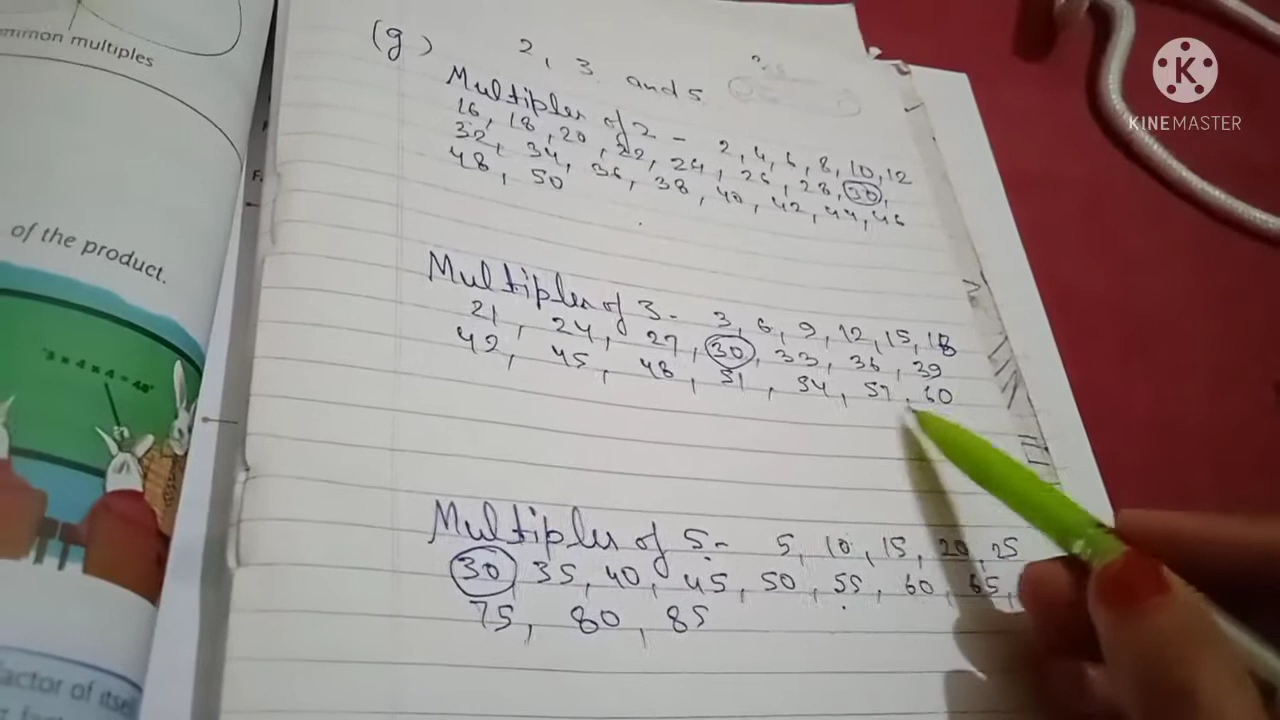 mmon multiples
of the product.
3 × 4 × 4 = 48
factor of itse
(g) 2, 3 and 5
Multiples of 2 - 2, 4, 6, 8, 10, 12
16, 18, 20, 22, 24, 26, 28, 30,
32, 34, 36, 38, 40, 42, 44, 46
48, 50
Multiples of 3 - 3, 6, 9, 12, 15, 18
21, 24, 27, 30, 33, 36, 39
42, 45, 48, 51, 54, 57, 60
Multiples of 5 - 5, 10, 15, 20, 25
30 35, 40, 45, 50, 55, 60, 65,
75, 80, 85
KINEMASTER